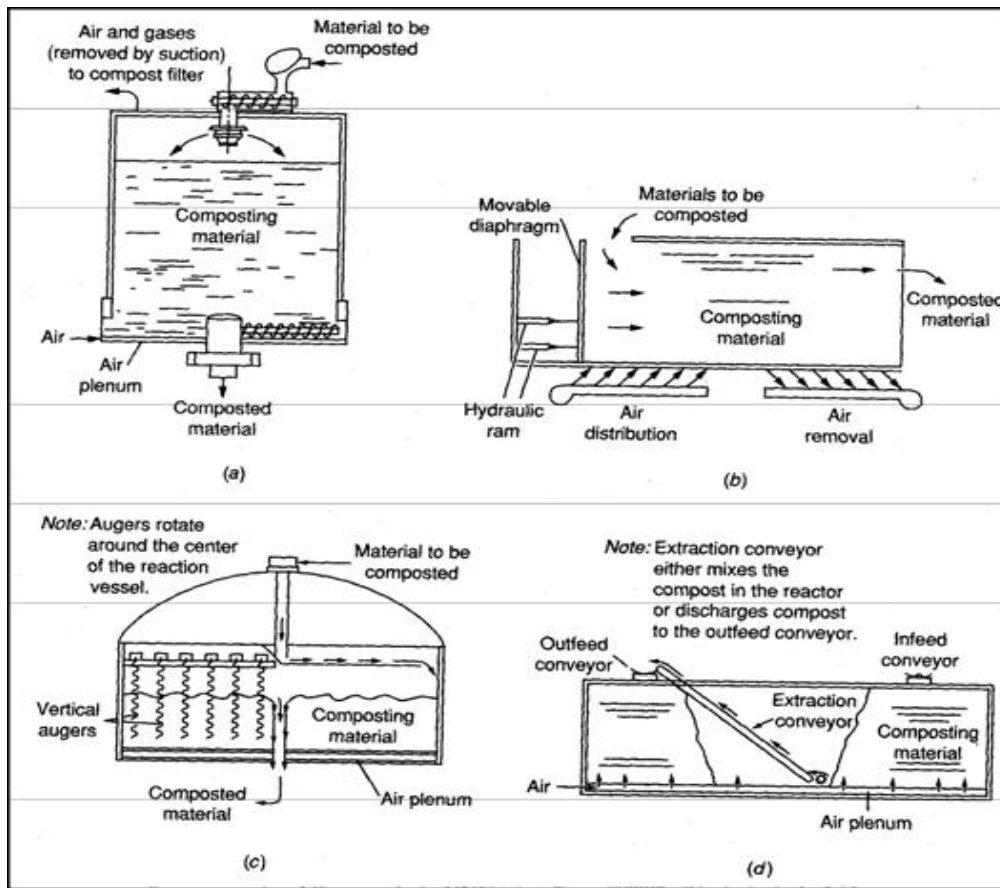 Air and gases
(removed by suction)
to compost filter
Material to be
composted
Composting
material
Air
Air
plenum
Composted
material
(a)
Materials to be
composted
Movable
diaphragm
Composting
material
Composted
material
Hydraulic
ram
Air
distribution
Air
removal
(b)
Note: Augers rotate
around the center
of the reaction
vessel.
Material to be
composted
Vertical
augers
Composting
material
Composted
material
Air plenum
(c)
Note: Extraction conveyor
either mixes the
compost in the reactor
or discharges compost
to the outfeed conveyor.
Outfeed
conveyor
Infeed
conveyor
Extraction
conveyor
Composting
material
Air
Air plenum
(d)